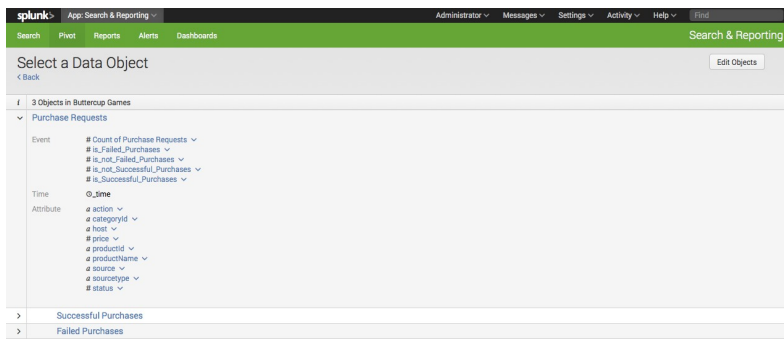 splunk> App: Search & Reporting Administrator Messages Settings Activity Help Find
Search Pivot Reports Alerts Dashboards Search & Reporting
Select a Data Object Edit Objects
< Back
i 3 Objects in Buttercup Games
Purchase Requests
Event # Count of Purchase Requests
# is_Failed_Purchases
# is_not_Failed_Purchases
# is_not_Successful_Purchases
# is_Successful_Purchases
Time _time
Attribute a action
a categoryId
a host
# price
a productId
a productName
a source
a sourcetype
# status
Successful Purchases
Failed Purchases